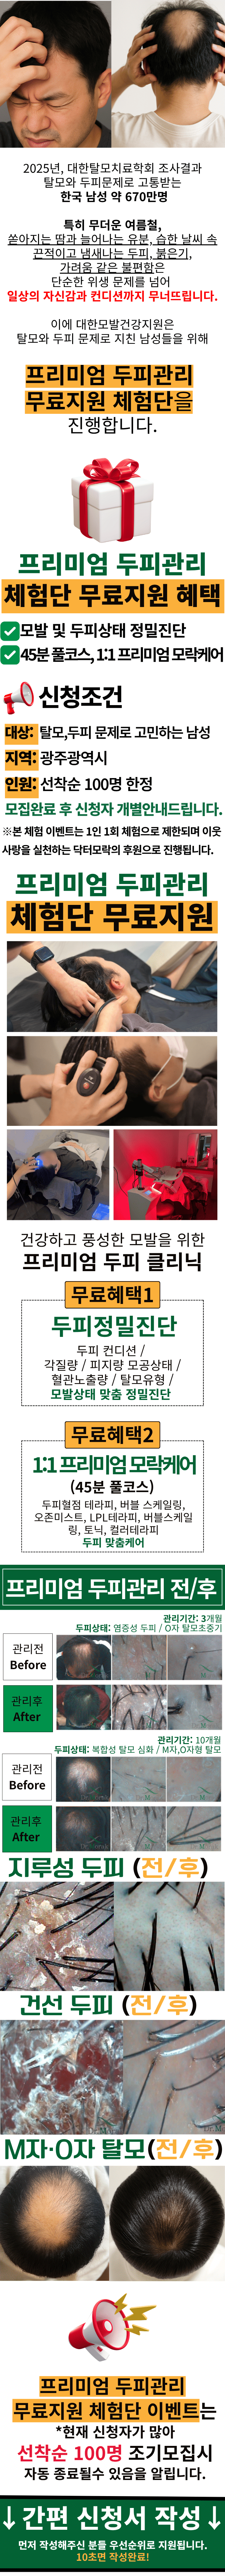 2025년, 대한탈모치료학회 조사결과
탈모와 두피문제로 고통받는
한국 남성 약 670만명
특히 무더운 여름철,
쏟아지는 땀과 늘어나는 유분, 습한 날씨 속
끈적이고 냄새나는 두피, 붉은기,
가려움 같은 불편함은
단순한 위생 문제를 넘어
일상의 자신감과 컨디션까지 무너뜨립니다.
이에 대한모발건강지원은
탈모와 두피 문제로 지친 남성들을 위해
프리미엄 두피관리
무료지원 체험단을
진행합니다.
프리미엄 두피관리
체험단 무료지원 혜택
모발 및 두피상태 정밀진단
45분 풀코스, 1:1 프리미엄 모락케어
신청조건
대상: 탈모,두피 문제로 고민하는 남성
지역: 광주광역시
인원: 선착순 100명 한정
모집완료 후 신청자 개별안내드립니다.
※본 체험 이벤트는 1인 1회 체험으로 제한되며 이웃
사랑을 실천하는 닥터모락의 후원으로 진행됩니다.
프리미엄 두피관리
체험단 무료지원
건강하고 풍성한 모발을 위한
프리미엄 두피 클리닉
무료혜택1
두피정밀진단
두피 컨디션 /
각질량 / 피지량 모공상태 /
혈관노출량 / 탈모유형 /
모발상태 맞춤 정밀진단
무료혜택2
1:1 프리미엄 모락케어
(45분 풀코스)
두피혈점 테라피, 버블 스케일링,
오존미스트, LPL테라피, 버블스케일
링, 토닉, 컬러테라피
두피 맞춤케어
프리미엄 두피관리 전/후
관리기간: 3개월
두피상태: 염증성 두피 / O자 탈모초중기
관리전
Before
관리후
After
관리기간: 10개월
두피상태: 복합성 탈모 심화 / M자,O자형 탈모
관리전
Before
관리후
After
지루성 두피 (전/후)
건선 두피 (전/후)
M자·O자 탈모(전/후)
프리미엄 두피관리
무료지원 체험단 이벤트는
*현재 신청자가 많아
선착순 100명 조기모집시
자동 종료될수 있음을 알립니다.
↓간편 신청서 작성↓
먼저 작성해주신 분들 우선순위로 지원됩니다.
10초면 작성완료!